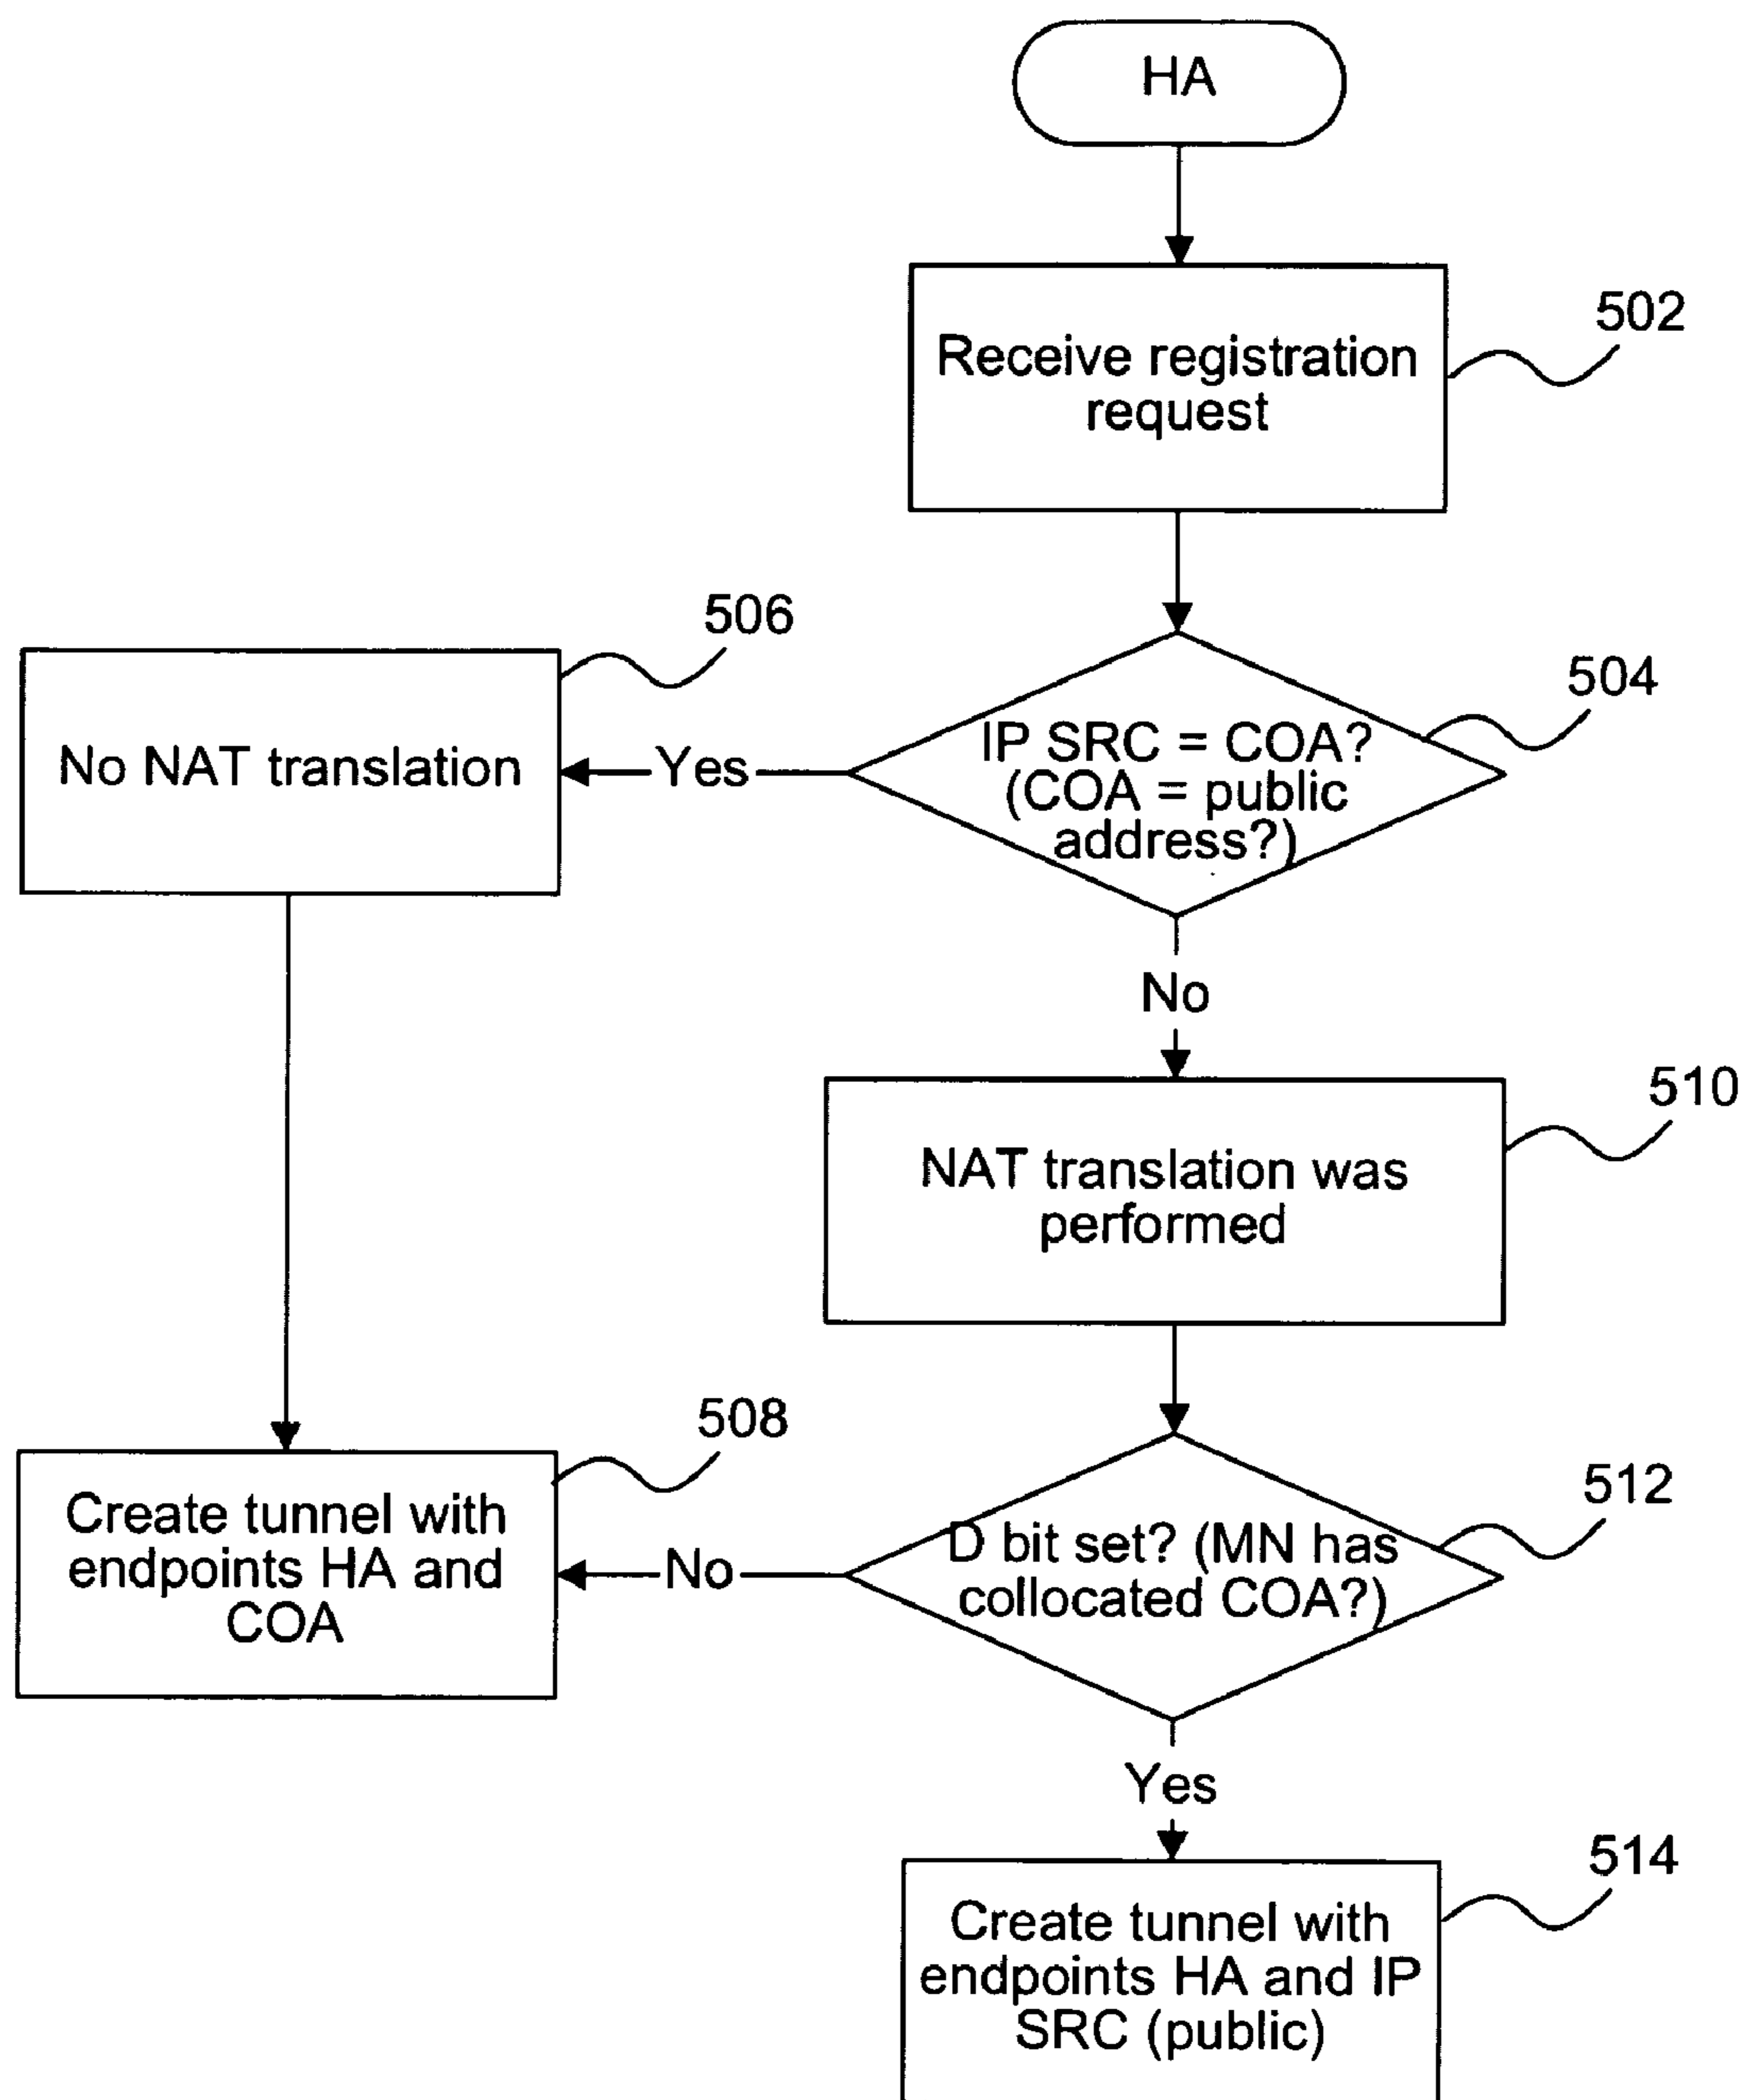 HA
502
Receive registration
request
506
504
No NAT translation
Yes
IP SRC = COA?
(COA = public
address?)
No
510
NAT translation was
performed
508
512
Create tunnel with
endpoints HA and
COA
No
D bit set? (MN has
collocated COA?)
Yes
514
Create tunnel with
endpoints HA and IP
SRC (public)